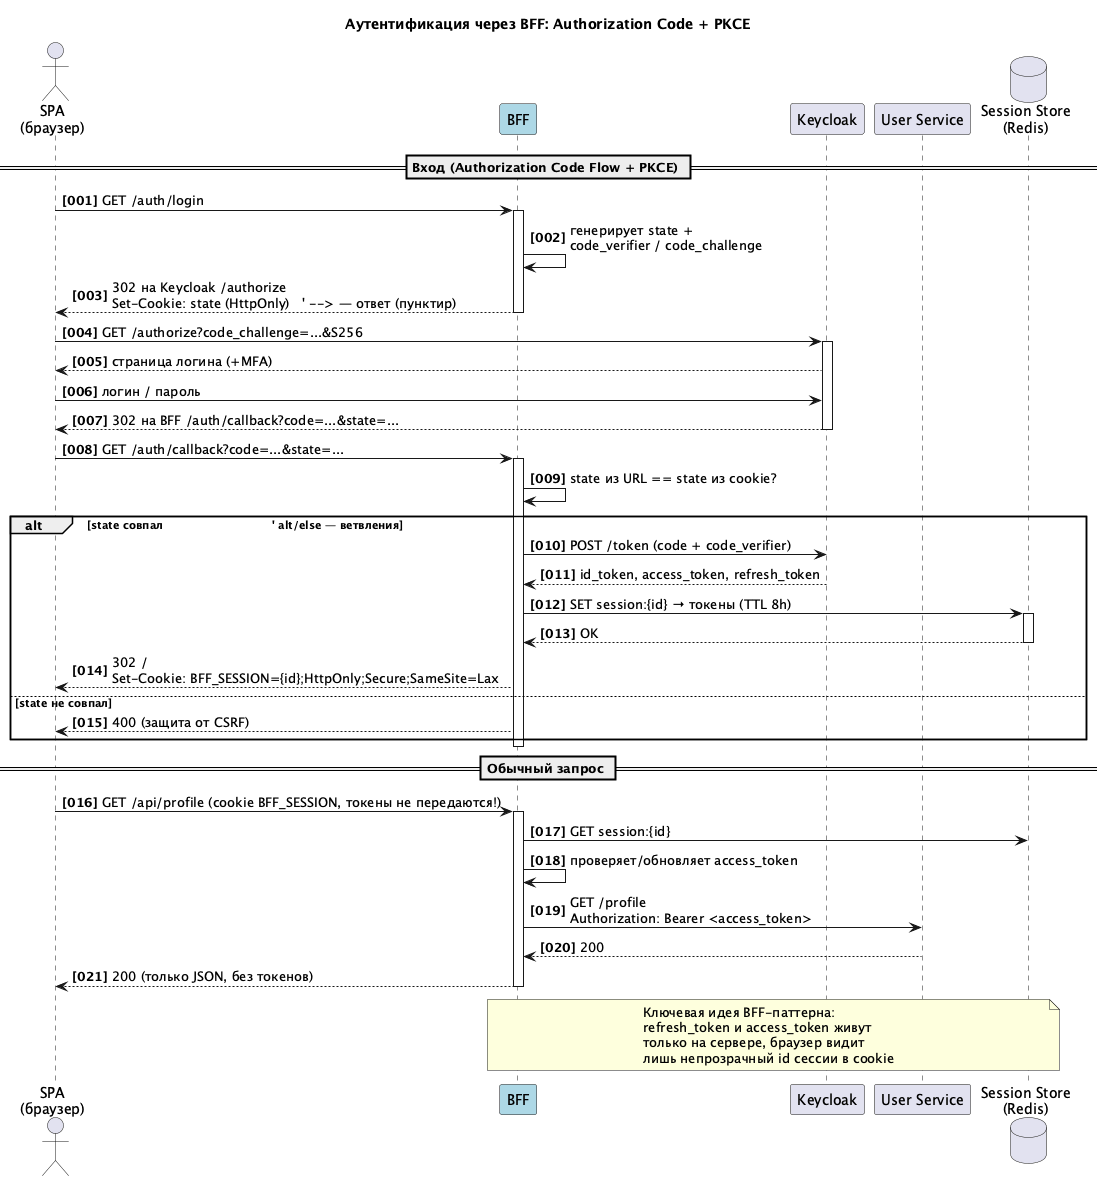 Аутентификация через BFF: Authorization Code + PKCE
SPA
(браузер)
BFF
Keycloak
User Service
Session Store
(Redis)
Вход (Authorization Code Flow + PKCE)
[001] GET /auth/login
[002] генерирует state +
code_verifier / code_challenge
[003] 302 на Keycloak /authorize
Set-Cookie: state (HttpOnly) ' --> — ответ (пунктир)
[004] GET /authorize?code_challenge=...&S256
[005] страница логина (+MFA)
[006] логин / пароль
[007] 302 на BFF /auth/callback?code=...&state=...
[008] GET /auth/callback?code=...&state=...
[009] state из URL == state из cookie?
alt [state совпал ' alt/else — ветвления]
[010] POST /token (code + code_verifier)
[011] id_token, access_token, refresh_token
[012] SET session:{id} → токены (TTL 8h)
[013] OK
[014] 302 /
Set-Cookie: BFF_SESSION={id};HttpOnly;Secure;SameSite=Lax
[state не совпал]
[015] 400 (защита от CSRF)
Обычный запрос
[016] GET /api/profile (cookie BFF_SESSION, токены не передаются!)
[017] GET session:{id}
[018] проверяет/обновляет access_token
[019] GET /profile
Authorization: Bearer <access_token>
[020] 200
[021] 200 (только JSON, без токенов)
Ключевая идея BFF-паттерна:
refresh_token и access_token живут
только на сервере, браузер видит
лишь непрозрачный id сессии в cookie
SPA
(браузер)
BFF
Keycloak
User Service
Session Store
(Redis)